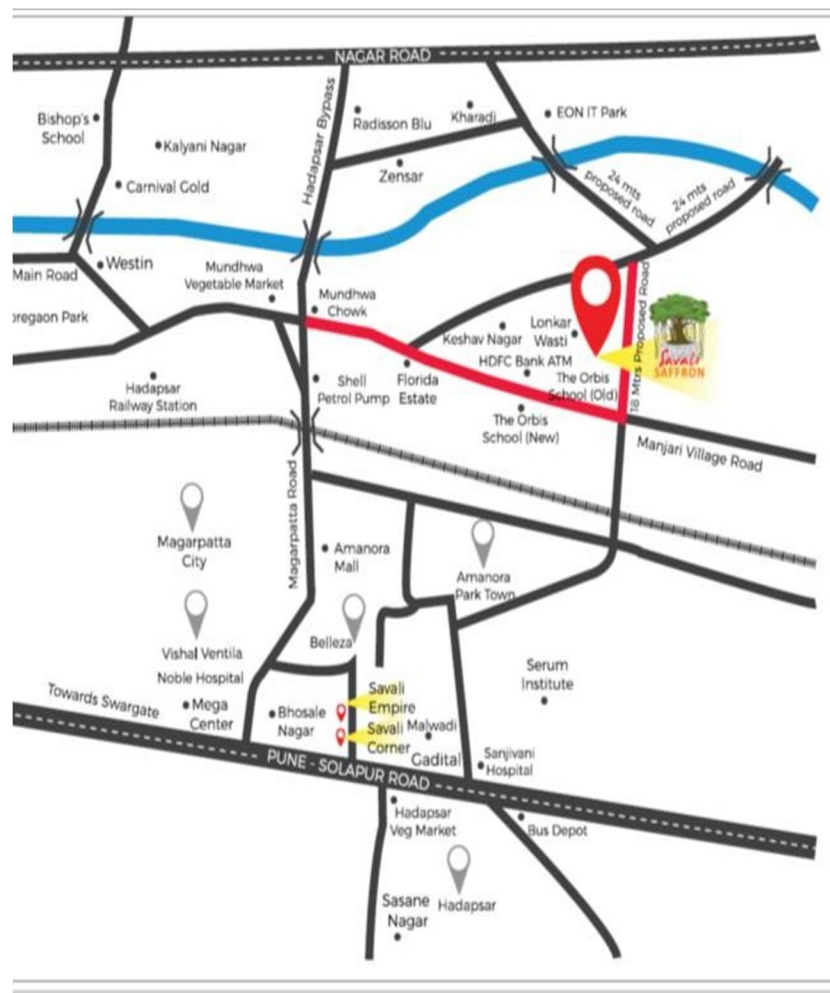 NAGAR ROAD
Bishop's
School
Kalyani Nagar
Carnival Gold
Hadapsar Bypass
Radisson Blu
Kharadi
EON IT Park
Zensar
24 mts
proposed road
24 mts
proposed road
Westin
Main Road
Mundhwa
Vegetable Market
Mundhwa
Chowk
oregaon Park
Keshav Nagar
Lonkar
Wasti
18 Mtrs Proposed Road
Savali
SAFFRON
HDFC Bank ATM
Hadapsar
Railway Station
Shell
Petrol Pump
Florida
Estate
The Orbis
School (Old)
The Orbis
School (New)
Manjari Village Road
Magarpatta Road
Magarpatta
City
Amanora
Mall
Amanora
Park Town
Belleza
Vishal Ventila
Noble Hospital
Serum
Institute
Towards Swargate
Mega
Center
Bhosale
Nagar
Savali
Empire
Savali
Corner
Malwadi
Gadital
Sanjivani
Hospital
PUNE - SOLAPUR ROAD
Hadapsar
Veg Market
Bus Depot
Sasane
Nagar
Hadapsar